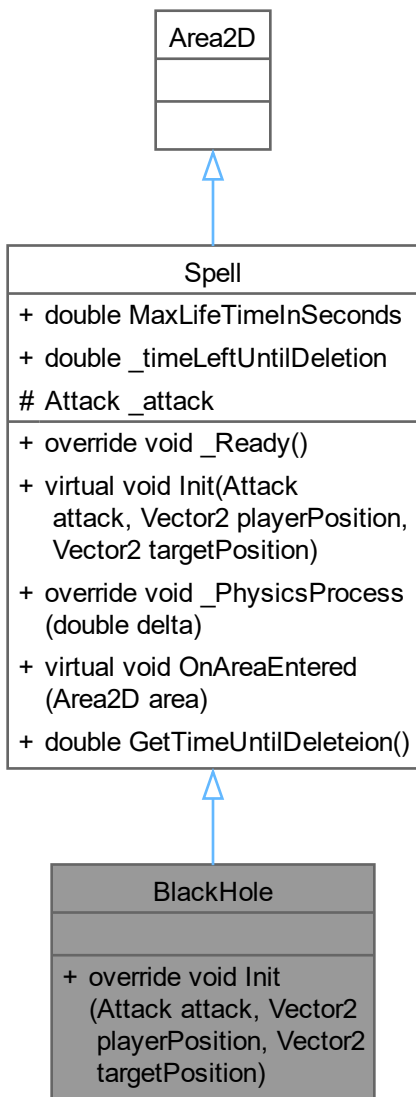 Area2D
Spell
+ double MaxLifeTimeInSeconds
+ double _timeLeftUntilDeletion
# Attack _attack
+ override void _Ready()
+ virtual void Init(Attack
attack, Vector2 playerPosition,
Vector2 targetPosition)
+ override void _PhysicsProcess
(double delta)
+ virtual void OnAreaEntered
(Area2D area)
+ double GetTimeUntilDeleteion()
BlackHole
+ override void Init
(Attack attack, Vector2
playerPosition, Vector2
targetPosition)